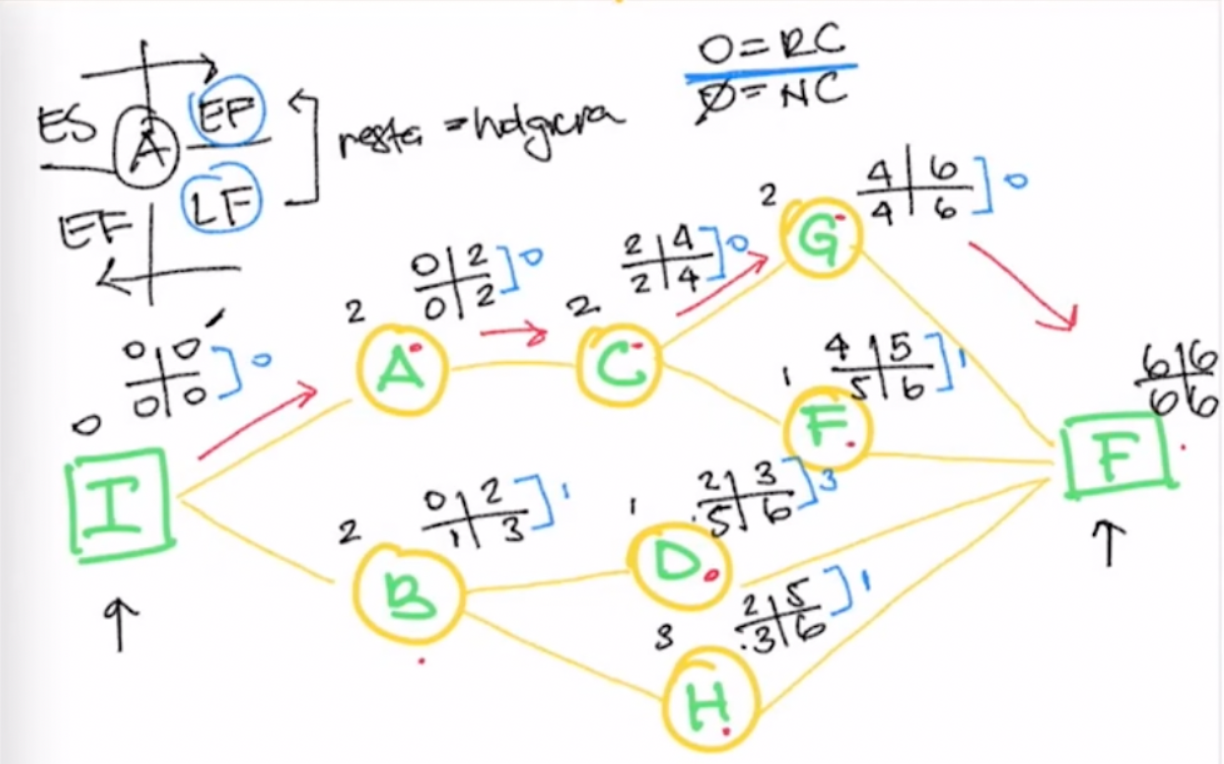 ES A EF
EF LF
resta = holgura
0 = RC
Ø = NC
0 I
0|0 ] 0
0|0
2 A
0|2 ] 0
0|2
2 C
2|4 ] 0
2|4
2 G
4|6 ] 0
4|6
1 F
4|5 ] 1
5|6
2 B
0|2 ] 1
1|3
1 D
2|3 ] 3
5|6
3 H
2|5 ] 1
3|6
F
6|6
6|6